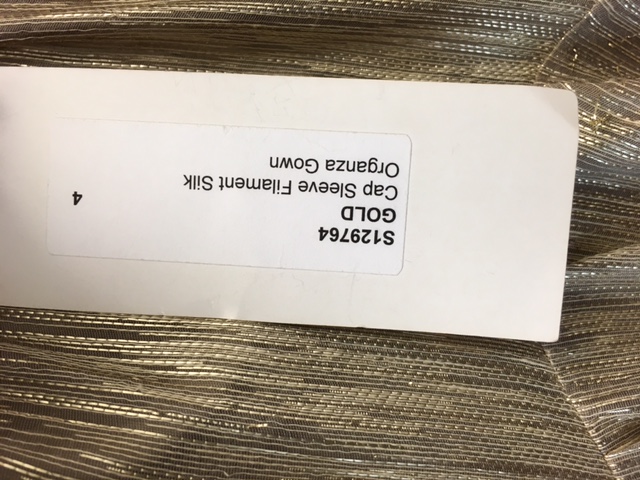 S129764
GOLD
Cap Sleeve Filament Silk
Organza Gown
4